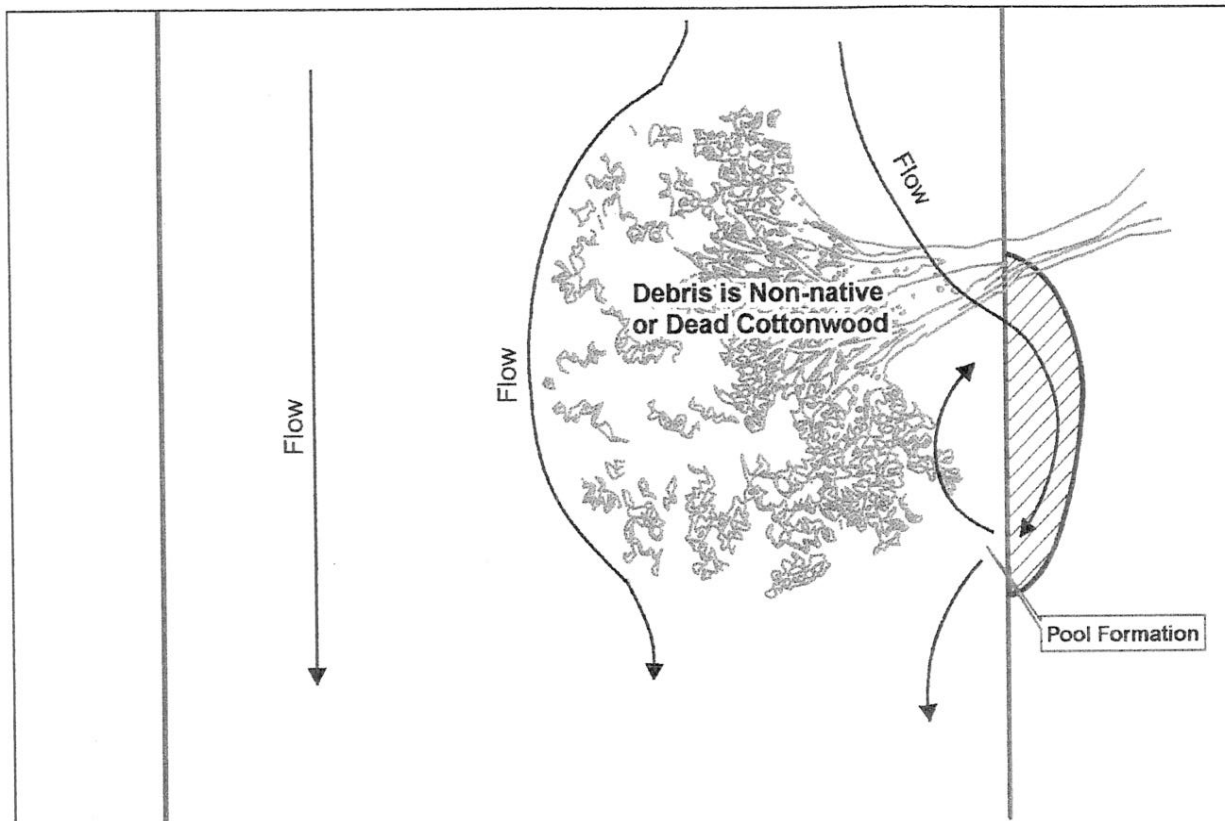 Flow
Flow
Debris is Non-native
or Dead Cottonwood
Flow
Pool Formation